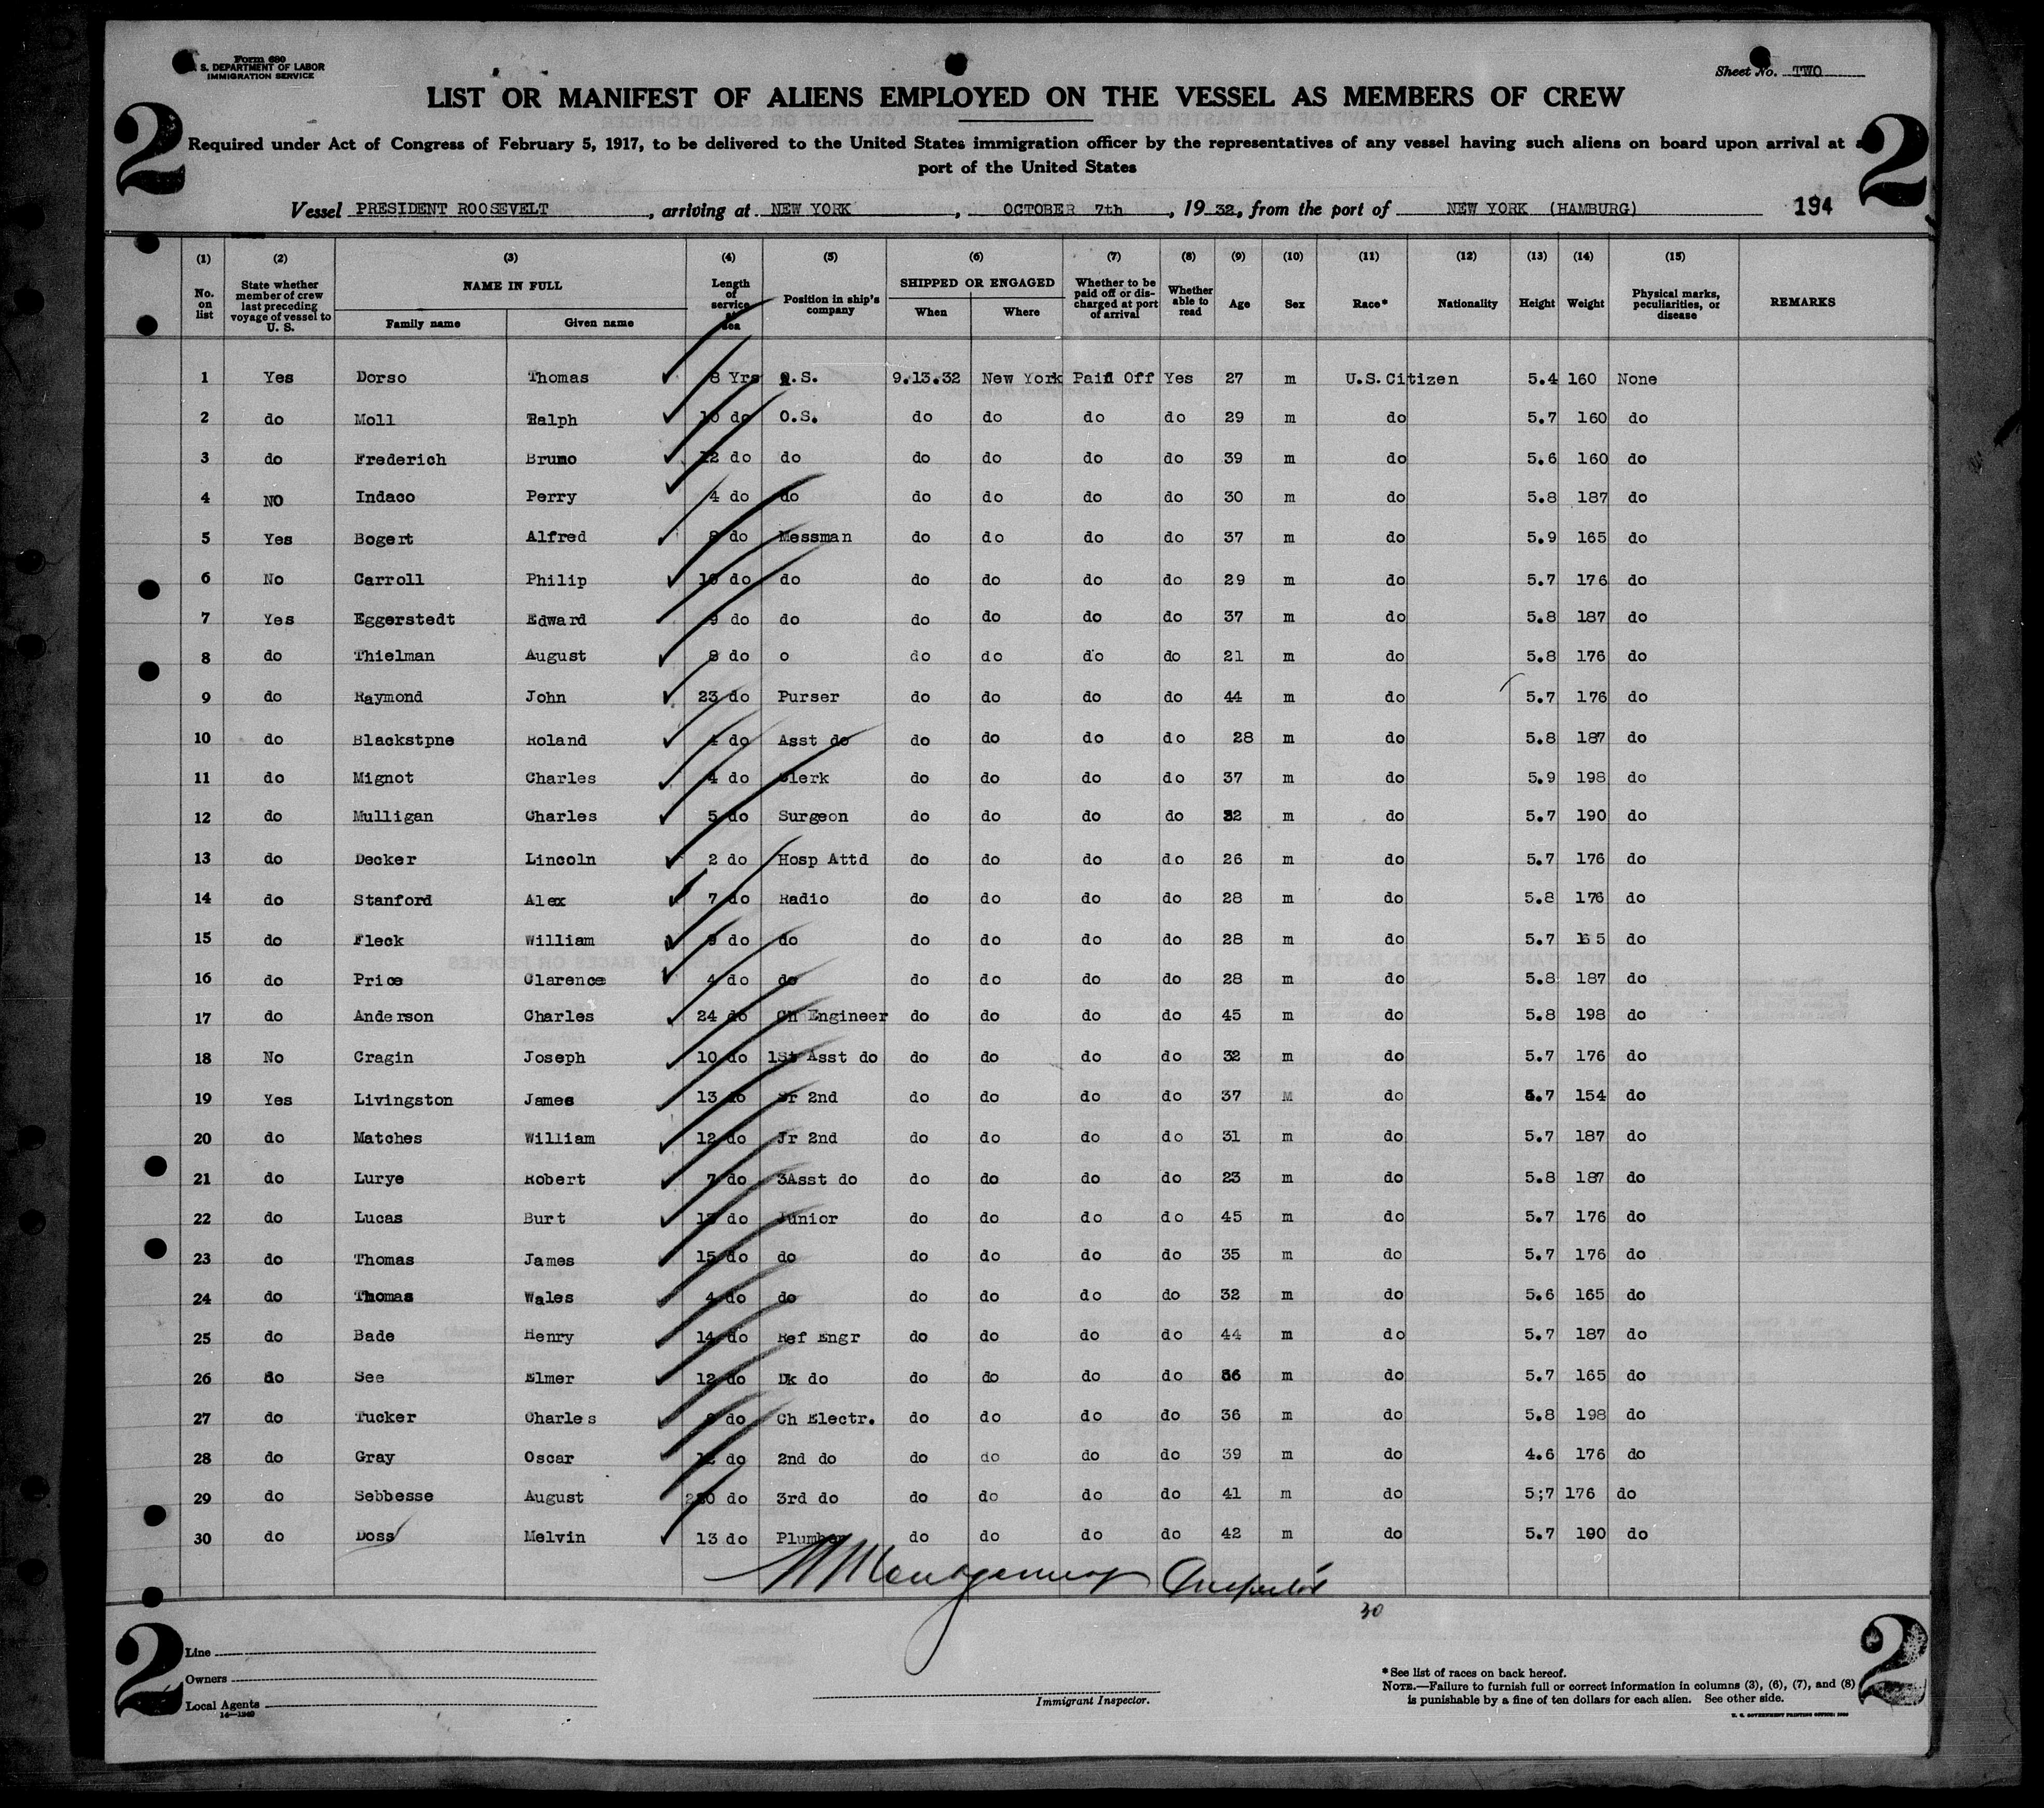 Form 680
S. DEPARTMENT OF LABOR
IMMIGRATION SERVICE
Sheet No. TWO
2 2
LIST OR MANIFEST OF ALIENS EMPLOYED ON THE VESSEL AS MEMBERS OF CREW
Required under Act of Congress of February 5, 1917, to be delivered to the United States immigration officer by the representatives of any vessel having such aliens on board upon arrival at a
port of the United States
Vessel PRESIDENT ROOSEVELT, arriving at NEW YORK, OCTOBER 7th, 1932, from the port of NEW YORK (HAMBURG) 194
(1) (2) (3) (4) (5) (6) (7) (8) (9) (10) (11) (12) (13) (14) (15)
No. on list State whether member of crew last preceding voyage of vessel to U. S. NAME IN FULL Family name Given name Length of service at sea Position in ship's company SHIPPED OR ENGAGED When Where Whether to be paid off or discharged at port of arrival Whether able to read Age Sex Race* Nationality Height Weight Physical marks, peculiarities, or disease REMARKS
1 Yes Dorso Thomas 8 Yrs O.S. 9.13.32 New York Paid Off Yes 27 m U.S.Citizen 5.4 160 None
2 do Moll Ralph 10 do O.S. do do do do 29 m do 5.7 160 do
3 do Frederich Bruno 12 do do do do do do 39 m do 5.6 160 do
4 NO Indaco Perry 4 do do do do do do 30 m do 5.8 187 do
5 Yes Bogert Alfred do Messman do do do do 37 m do 5.9 165 do
6 No Carroll Philip 10 do do do do do do 29 m do 5.7 176 do
7 Yes Eggerstedt Edward 9 do do do do do do 37 m do 5.8 187 do
8 do Thielman August 8 do o do do do do 21 m do 5.8 176 do
9 do Raymond John 23 do Purser do do do do 44 m do 5.7 176 do
10 do Blackstpne Roland 4 do Asst do do do do do 28 m do 5.8 187 do
11 do Mignot Charles 4 do Clerk do do do do 37 m do 5.9 198 do
12 do Mulligan Charles 5 do Surgeon do do do do 32 m do 5.7 190 do
13 do Decker Lincoln 2 do Hosp Attd do do do do 26 m do 5.7 176 do
14 do Stanford Alex 7 do Radio do do do do 28 m do 5.8 176 do
15 do Fleck William 9 do do do do do do 28 m do 5.7 165 do
16 do Price Clarence 4 do do do do do do 28 m do 5.8 187 do
17 do Anderson Charles 24 do Ch Engineer do do do do 45 m do 5.8 198 do
18 No Cragin Joseph 10 do 1St Asst do do do do do 32 m do 5.7 176 do
19 Yes Livingston James 13 do Sr 2nd do do do do 37 M do 5.7 154 do
20 do Matches William 12 do Jr 2nd do do do do 31 m do 5.7 187 do
21 do Lurye Robert 7 do 3Asst do do do do do 23 m do 5.8 187 do
22 do Lucas Burt do Junior do do do do 45 m do 5.7 176 do
23 do Thomas James 15 do do do do do do 35 m do 5.7 176 do
24 do Thomas Wales 4 do do do do do do 32 m do 5.6 165 do
25 do Bade Henry 14 do Ref Engr do do do do 44 m do 5.7 187 do
26 do See Elmer 12 do Dk do do do do do m do 5.7 165 do
27 do Tucker Charles do Ch Electr. do do do do 36 m do 5.8 198 do
28 do Gray Oscar 12 do 2nd do do do do do 39 m do 4.6 176 do
29 do Sebbesse August do 3rd do do do do do 41 m do 5;7 176 do
30 do Doss Melvin 13 do Plumber do do do do 42 m do 5.7 190 do
Montgomery Inspector
30
2 2
Line
Owners
Local Agents
14—1240
Immigrant Inspector.
* See list of races on back hereof.
NOTE.—Failure to furnish full or correct information in columns (3), (6), (7), and (8)
is punishable by a fine of ten dollars for each alien. See other side.